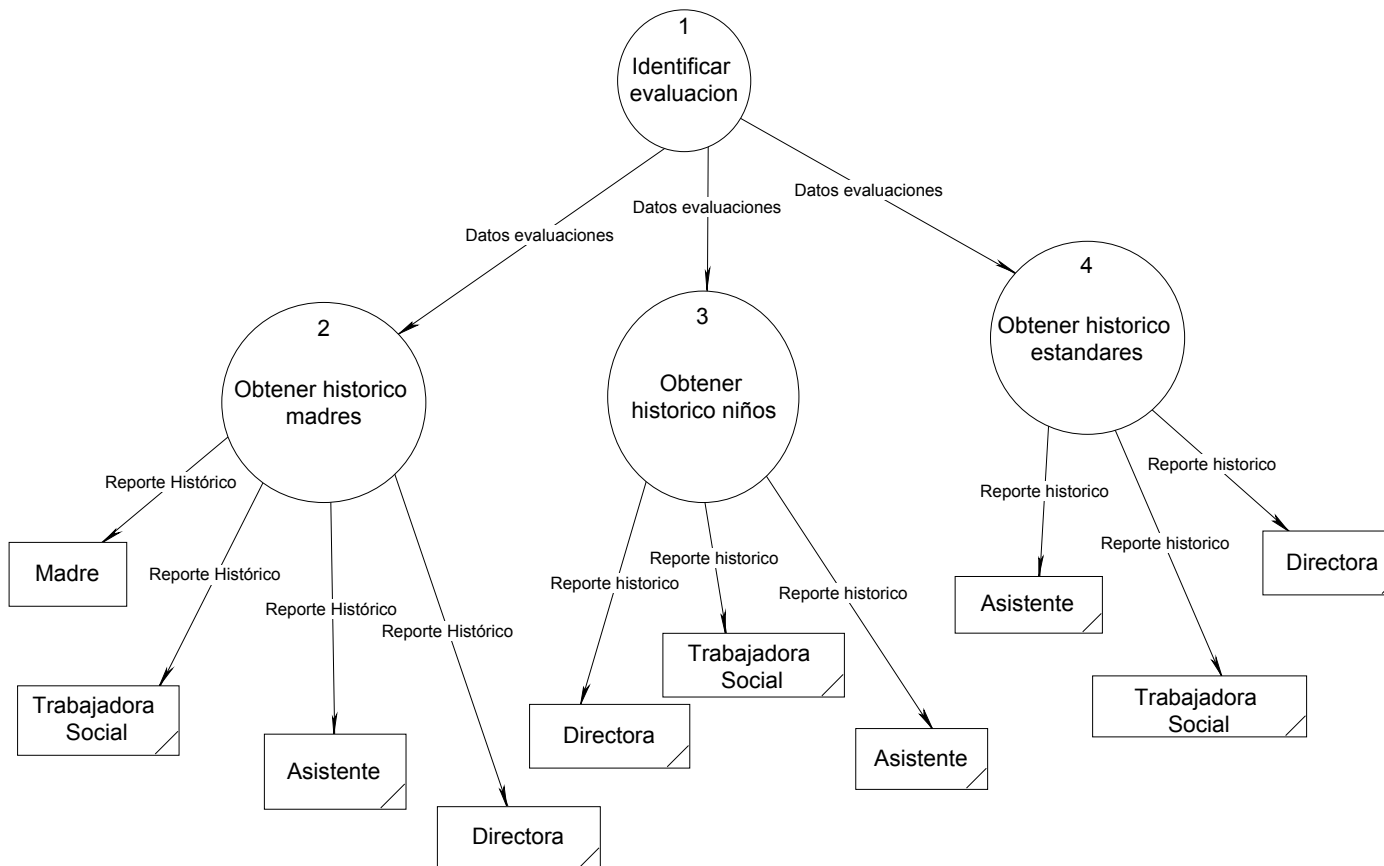 1
Identificar
evaluacion
Datos evaluaciones
Datos evaluaciones
Datos evaluaciones
2
Obtener historico
madres
3
Obtener
historico niños
4
Obtener historico
estandares
Reporte Histórico
Reporte Histórico
Reporte Histórico
Reporte Histórico
Reporte historico
Reporte historico
Reporte historico
Reporte historico
Reporte historico
Reporte historico
Madre
Trabajadora
Social
Asistente
Directora
Directora
Trabajadora
Social
Asistente
Asistente
Trabajadora
Social
Directora